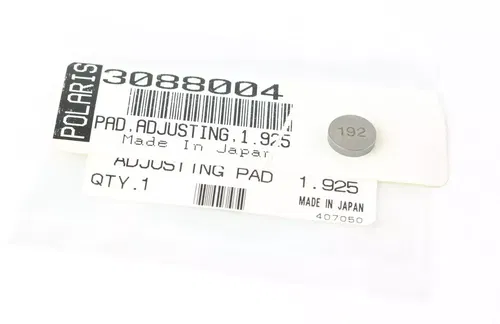 POLARIS
3088004
PAD,ADJUSTING,1.925
Made In Japan
192
ADJUSTING PAD 1.925
QTY.1
MADE IN JAPAN
407050